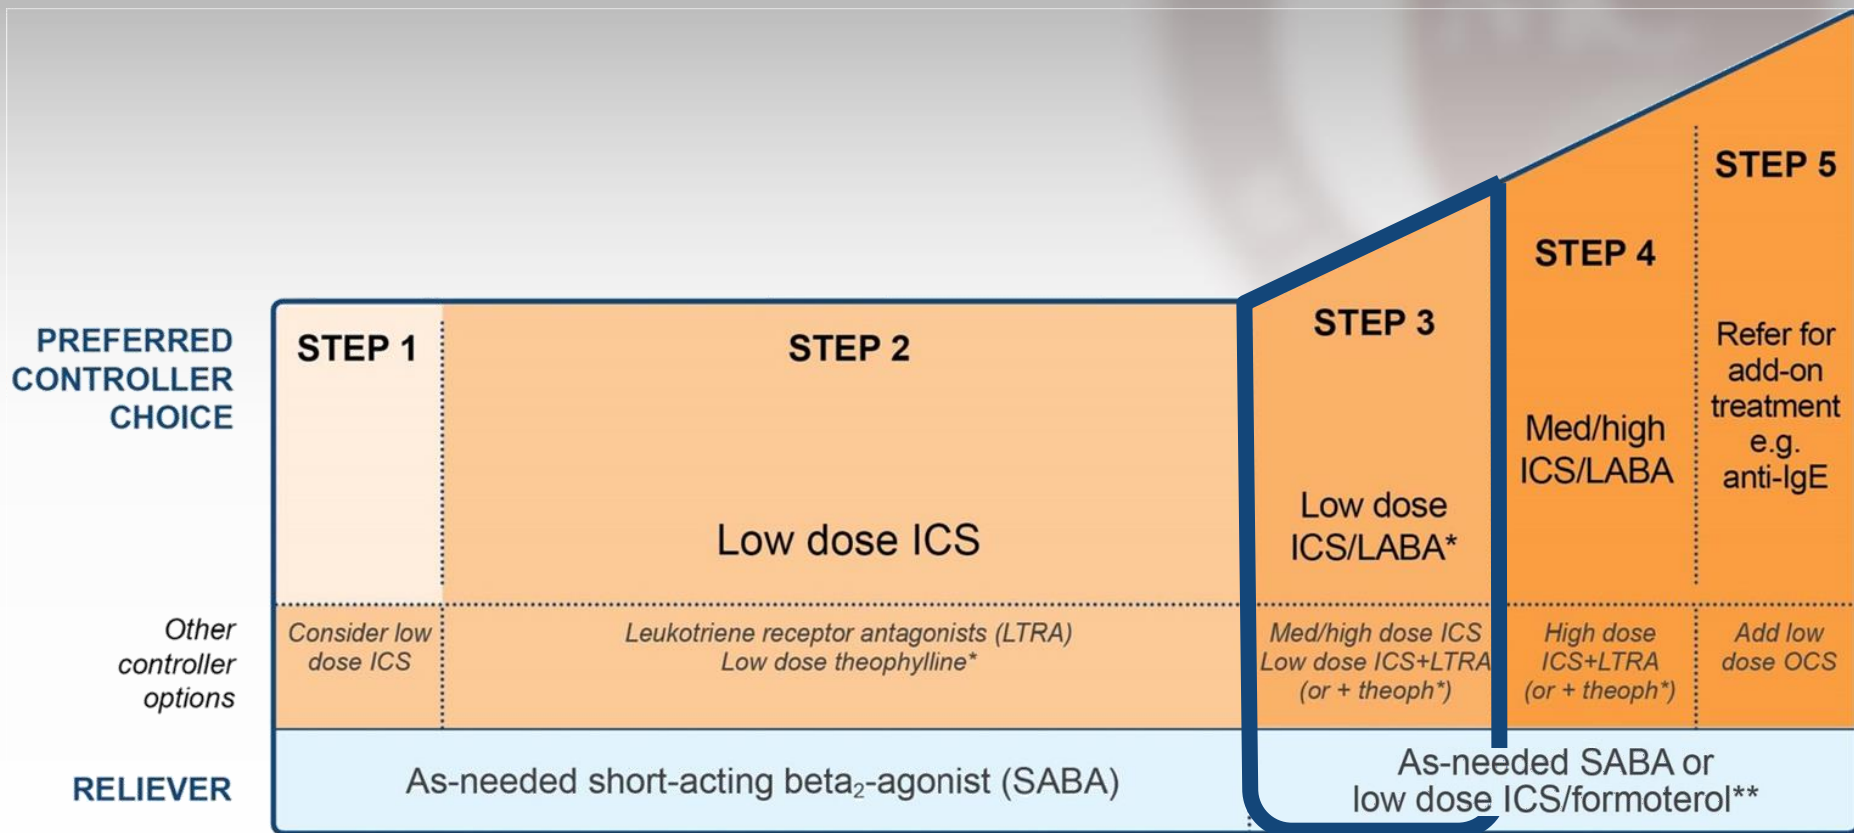 PREFERRED
CONTROLLER
CHOICE
STEP 1
STEP 2
Low dose ICS
STEP 3
Low dose
ICS/LABA*
STEP 4
Med/high
ICS/LABA
STEP 5
Refer for
add-on
treatment
e.g.
anti-IgE
Other
controller
options
Consider low
dose ICS
Leukotriene receptor antagonists (LTRA)
Low dose theophylline*
Med/high dose ICS
Low dose ICS+LTRA
(or + theoph*)
High dose
ICS+LTRA
(or + theoph*)
Add low
dose OCS
RELIEVER
As-needed short-acting beta₂-agonist (SABA)
As-needed SABA or
low dose ICS/formoterol**